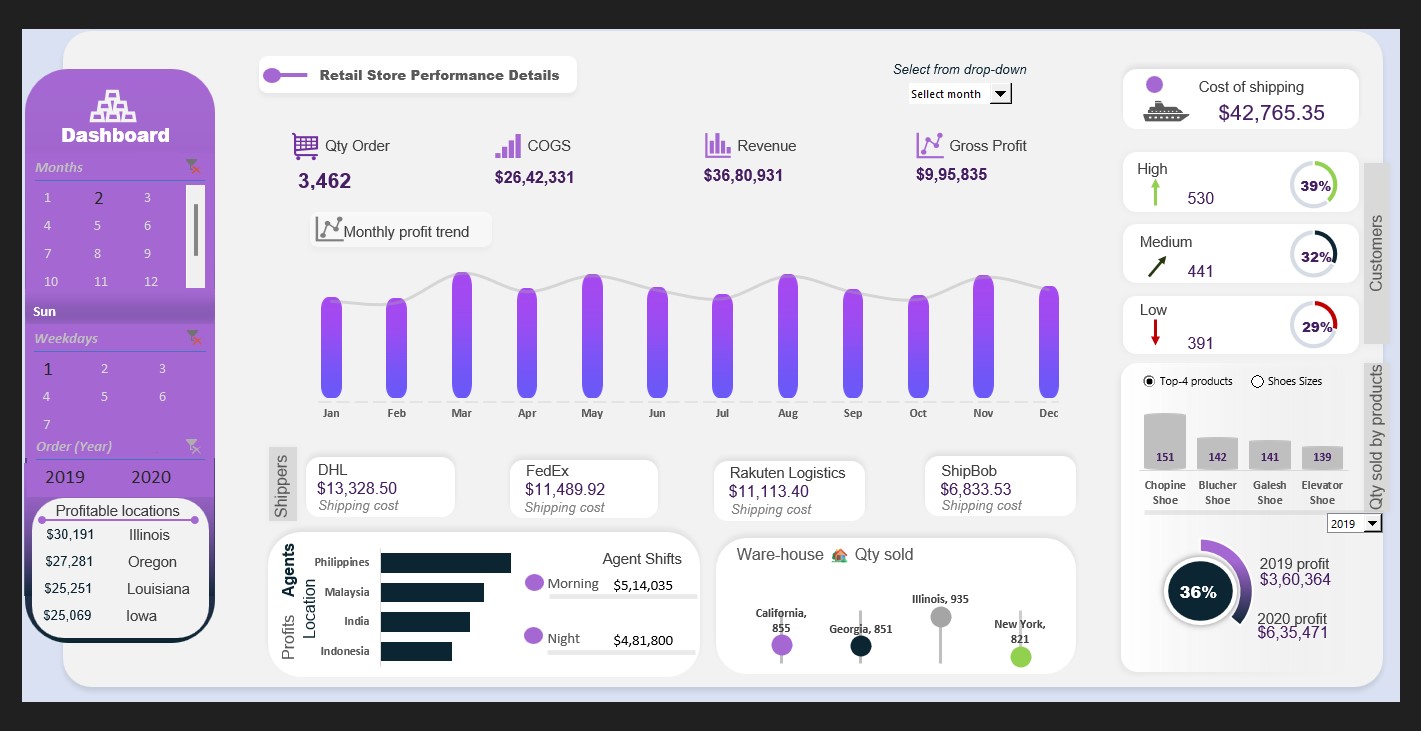 Dashboard
Months
1 2 3
4 5 6
7 8 9
10 11 12
Sun
Weekdays
1 2 3
4 5 6
7
Order (Year)
2019 2020
Profitable locations
$30,191 Illinois
$27,281 Oregon
$25,251 Louisiana
$25,069 Iowa
Retail Store Performance Details
Select from drop-down
Sellect month
Qty Order
3,462
COGS
$26,42,331
Revenue
$36,80,931
Gross Profit
$9,95,835
Monthly profit trend
Jan Feb Mar Apr May Jun Jul Aug Sep Oct Nov Dec
Shippers
DHL
$13,328.50
Shipping cost
FedEx
$11,489.92
Shipping cost
Rakuten Logistics
$11,113.40
Shipping cost
ShipBob
$6,833.53
Shipping cost
Profits Agents
Location
Philippines
Malaysia
India
Indonesia
Agent Shifts
Morning $5,14,035
Night $4,81,800
Ware-house Qty sold
California,
855
Georgia, 851
Illinois, 935
New York,
821
Cost of shipping
$42,765.35
Customers
High
530
39%
Medium
441
32%
Low
391
29%
Qty sold by products
Top-4 products Shoes Sizes
151 142 141 139
Chopine Blucher Galesh Elevator
Shoe Shoe Shoe Shoe
2019
36%
2019 profit
$3,60,364
2020 profit
$6,35,471